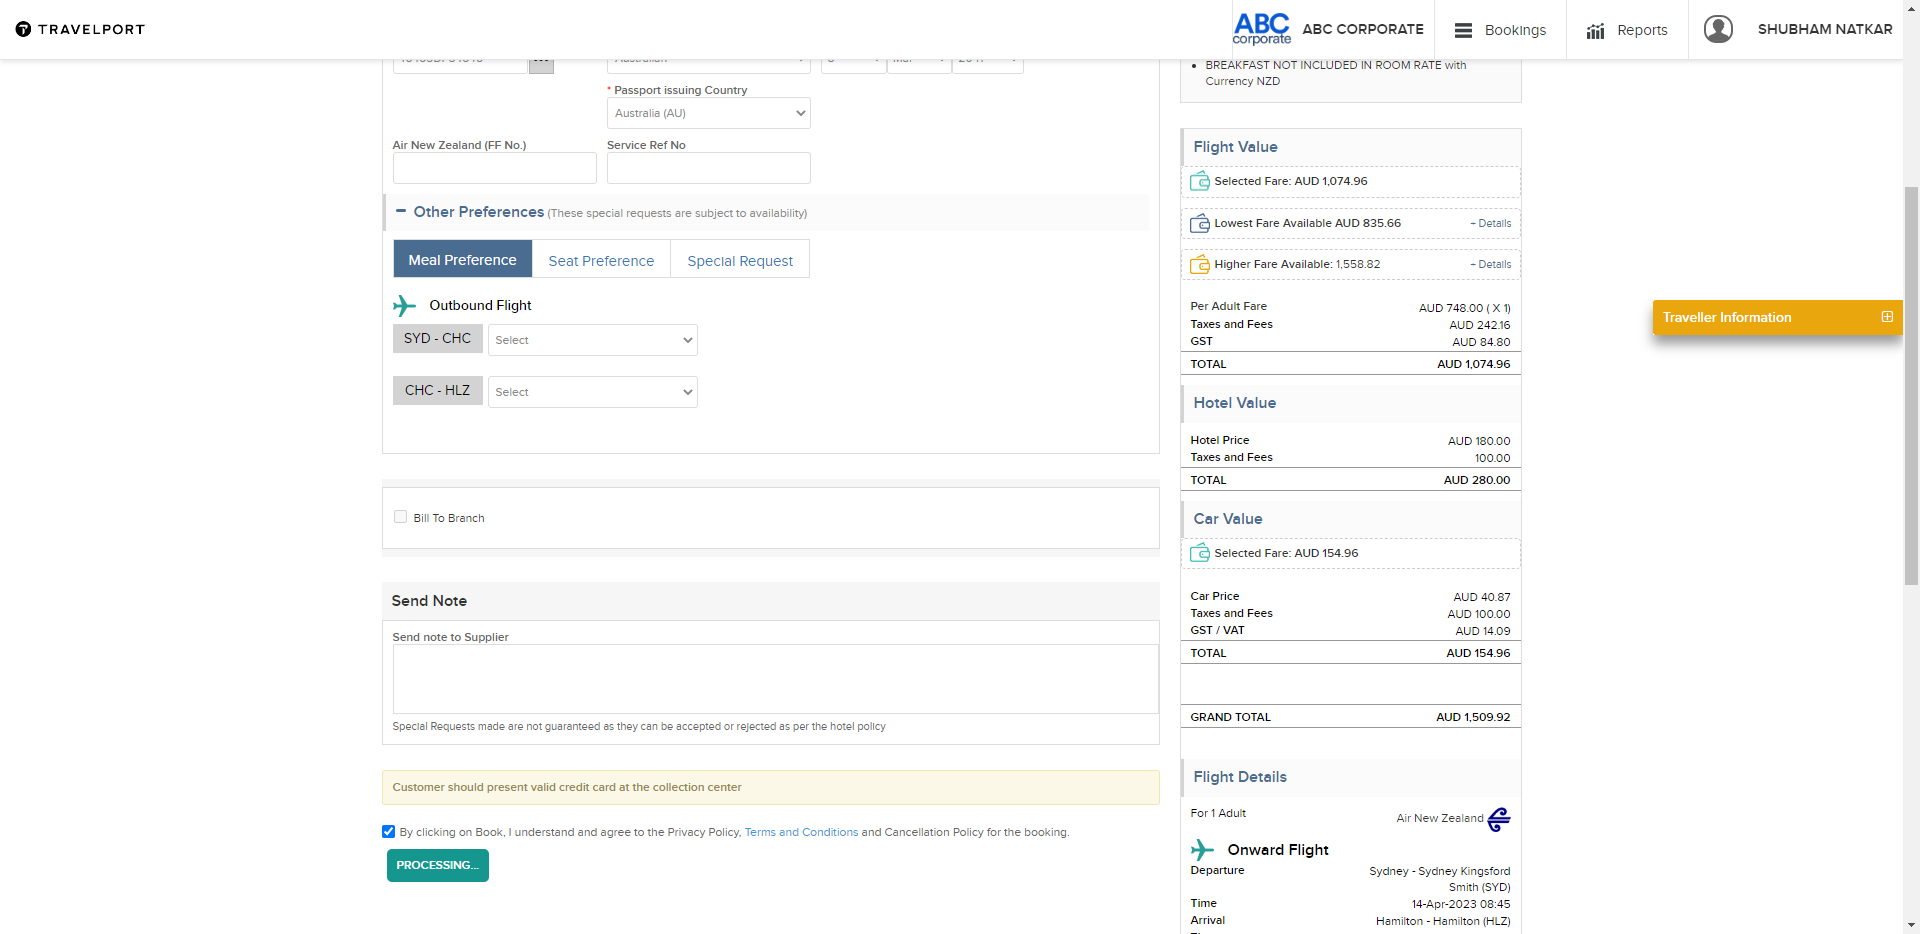 TRAVELPORT
ABC
corporate
ABC CORPORATE
Bookings
Reports
SHUBHAM NATKAR
* Passport issuing Country
Australia (AU)
Air New Zealand (FF No.)
Service Ref No
Other Preferences (These special requests are subject to availability)
Meal Preference
Seat Preference
Special Request
Outbound Flight
SYD - CHC
Select
CHC - HLZ
Select
Bill To Branch
Send Note
Send note to Supplier
Special Requests made are not guaranteed as they can be accepted or rejected as per the hotel policy
Customer should present valid credit card at the collection center
By clicking on Book, I understand and agree to the Privacy Policy, Terms and Conditions and Cancellation Policy for the booking.
PROCESSING...
BREAKFAST NOT INCLUDED IN ROOM RATE with
Currency NZD
Flight Value
Selected Fare: AUD 1,074.96
Lowest Fare Available AUD 835.66
+ Details
Higher Fare Available: 1,558.82
+ Details
Per Adult Fare AUD 748.00 ( X 1)
Taxes and Fees AUD 242.16
GST AUD 84.80
TOTAL AUD 1,074.96
Hotel Value
Hotel Price AUD 180.00
Taxes and Fees 100.00
TOTAL AUD 280.00
Car Value
Selected Fare: AUD 154.96
Car Price AUD 40.87
Taxes and Fees AUD 100.00
GST / VAT AUD 14.09
TOTAL AUD 154.96
GRAND TOTAL AUD 1,509.92
Flight Details
For 1 Adult
Air New Zealand
Onward Flight
Departure Sydney - Sydney Kingsford
Smith (SYD)
Time 14-Apr-2023 08:45
Arrival Hamilton - Hamilton (HLZ)
Traveller Information